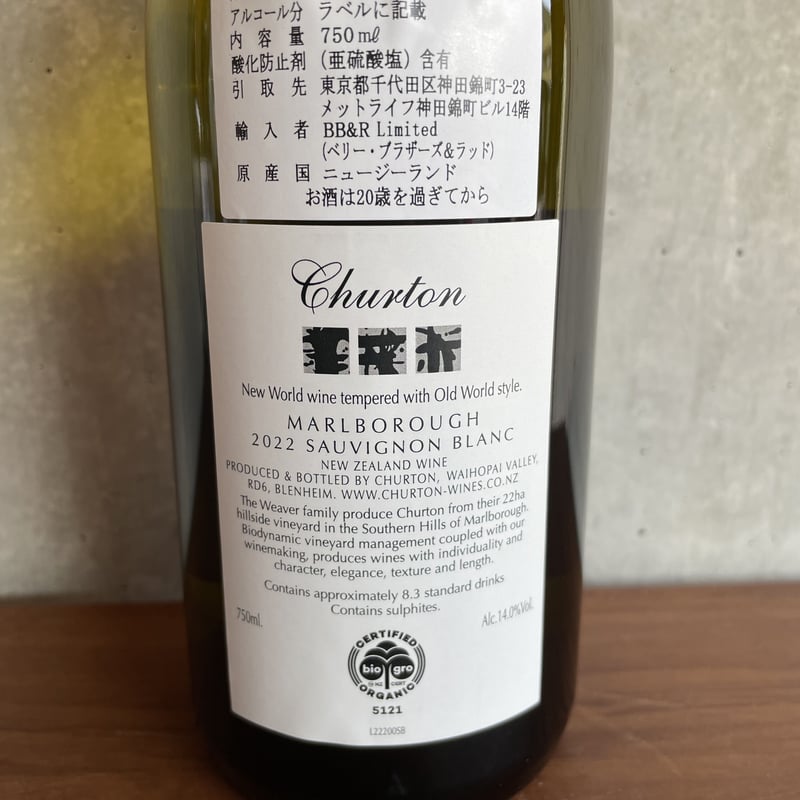 アルコール分 ラベルに記載
内容量 750㎖
酸化防止剤 (亜硫酸塩) 含有
引取先 東京都千代田区神田錦町3-23
メットライフ神田錦町ビル14階
輸入者 BB&R Limited
(ベリー・ブラザーズ&ラッド)
原産国 ニュージーランド
お酒は20歳を過ぎてから
Churton
New World wine tempered with Old World style.
MARLBOROUGH
2022 SAUVIGNON BLANC
NEW ZEALAND WINE
PRODUCED & BOTTLED BY CHURTON, WAIHOPAI VALLEY,
RD6, BLENHEIM. WWW.CHURTON-WINES.CO.NZ
The Weaver family produce Churton from their 22ha
hillside vineyard in the Southern Hills of Marlborough.
Biodynamic vineyard management coupled with our
winemaking, produces wines with individuality and
character, elegance, texture and length.
Contains approximately 8.3 standard drinks
Contains sulphites.
750ml.
Alc.14.0%Vol.
CERTIFIED
bio gro
NZ CERT
ORGANIC
5121
L22200SB